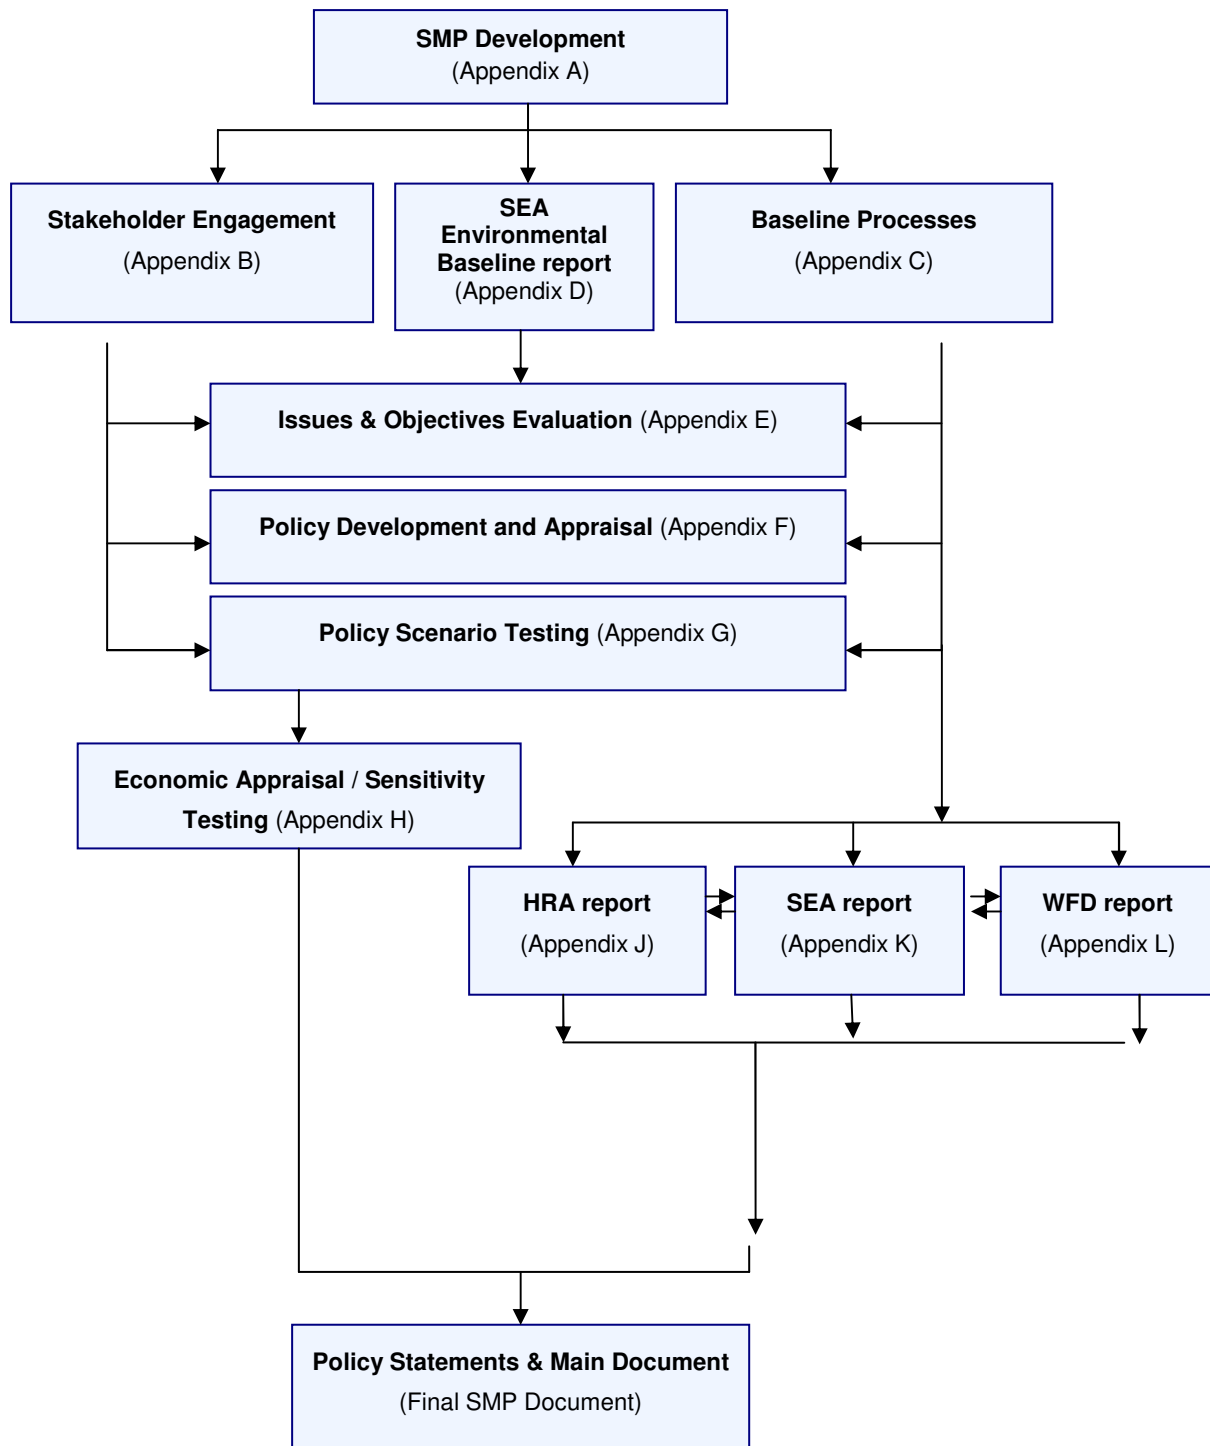 SMP Development
(Appendix A)
Stakeholder Engagement
(Appendix B)
SEA
Environmental
Baseline report
(Appendix D)
Baseline Processes
(Appendix C)
Issues & Objectives Evaluation (Appendix E)
Policy Development and Appraisal (Appendix F)
Policy Scenario Testing (Appendix G)
Economic Appraisal / Sensitivity
Testing (Appendix H)
HRA report
(Appendix J)
SEA report
(Appendix K)
WFD report
(Appendix L)
Policy Statements & Main Document
(Final SMP Document)